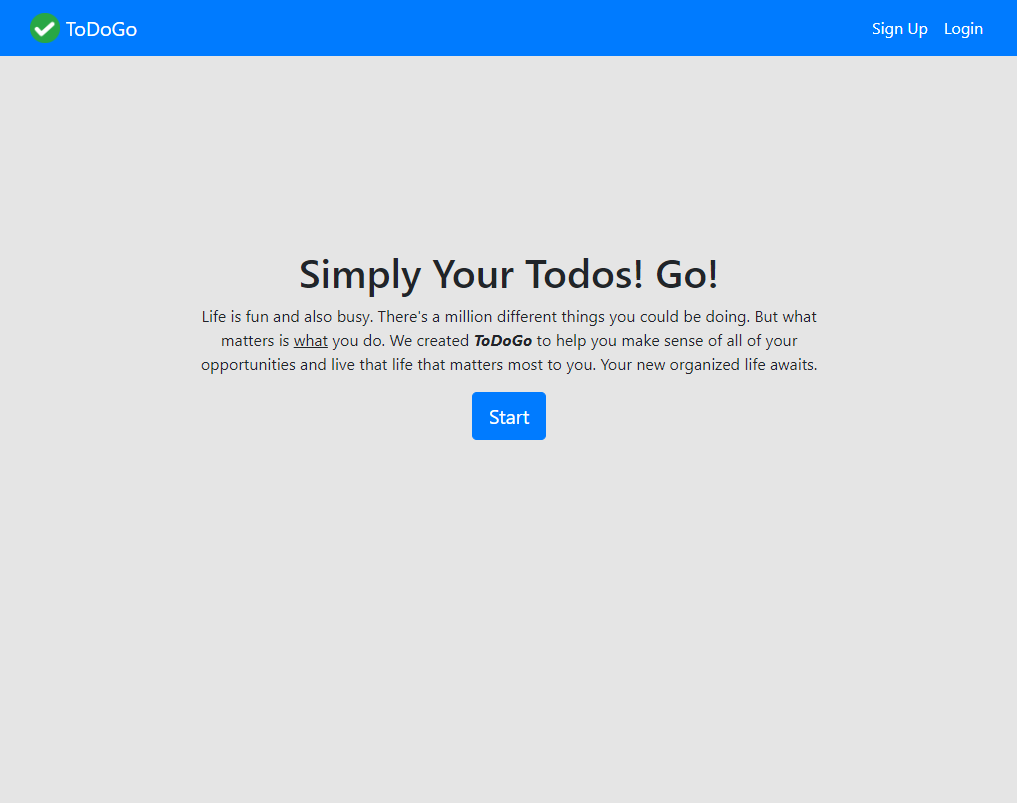 ToDoGo
Sign Up
Login
Simply Your Todos! Go!
Life is fun and also busy. There's a million different things you could be doing. But what
matters is what you do. We created ToDoGo to help you make sense of all of your
opportunities and live that life that matters most to you. Your new organized life awaits.
Start